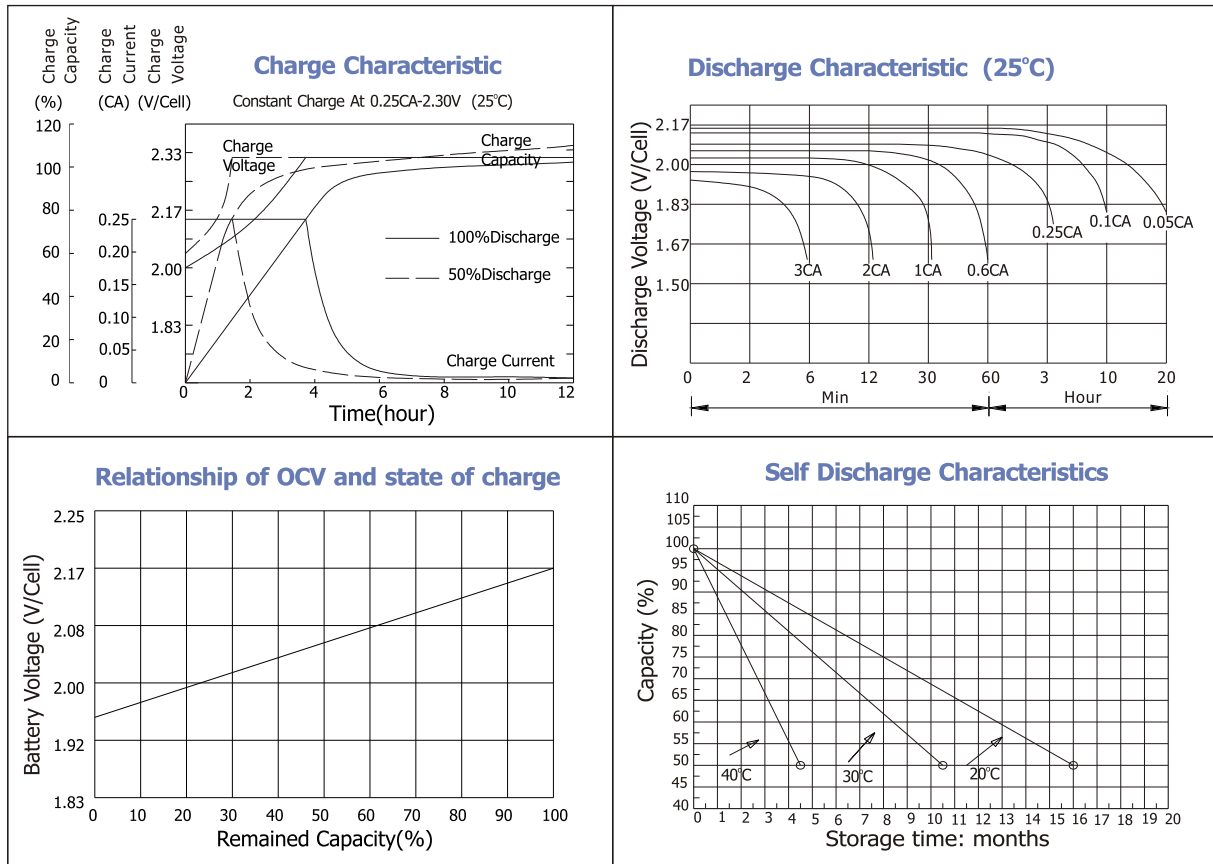 Charge Capacity
Charge Current
Charge Voltage
(%)
(CA)
(V/Cell)
Charge Characteristic
Constant Charge At 0.25CA-2.30V (25°C)
120
100
80
60
40
20
0
0.25
0.20
0.15
0.10
0.05
0
2.33
2.17
2.00
1.83
Charge Voltage
Charge Capacity
100%Discharge
50%Discharge
Charge Current
0 2 4 6 8 10 12
Time(hour)
Discharge Characteristic (25°C)
Discharge Voltage (V/Cell)
2.17
2.00
1.83
1.67
1.50
3CA 2CA 1CA 0.6CA 0.25CA 0.1CA 0.05CA
0 2 6 12 30 60 3 10 20
Min
Hour
Relationship of OCV and state of charge
Battery Voltage (V/Cell)
2.25
2.17
2.08
2.00
1.92
1.83
0 10 20 30 40 50 60 70 80 90 100
Remained Capacity(%)
Self Discharge Characteristics
Capacity (%)
110
105
100
95
90
85
80
75
70
65
60
55
50
45
40
40°C
30°C
20°C
0 1 2 3 4 5 6 7 8 9 10 11 12 13 14 15 16 17 18 19 20
Storage time: months